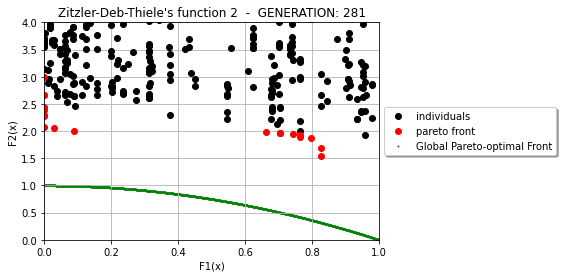 Zitzler-Deb-Thiele's function 2 - GENERATION: 281
4.0
3.5
3.0
2.5
2.0
1.5
1.0
0.5
0.0
F2(x)
0.0 0.2 0.4 0.6 0.8 1.0
F1(x)
individuals
pareto front
Global Pareto-optimal Front